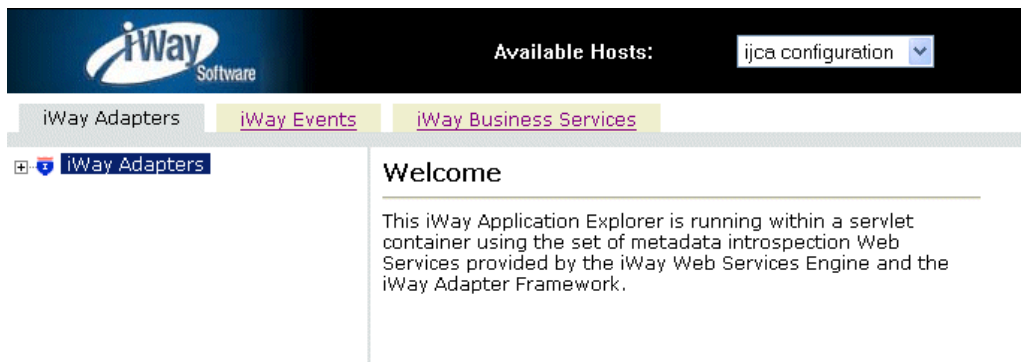 iWay
Software
Available Hosts:
ijca configuration
iWay Adapters
iWay Events
iWay Business Services
iWay Adapters
Welcome
This iWay Application Explorer is running within a servlet
container using the set of metadata introspection Web
Services provided by the iWay Web Services Engine and the
iWay Adapter Framework.